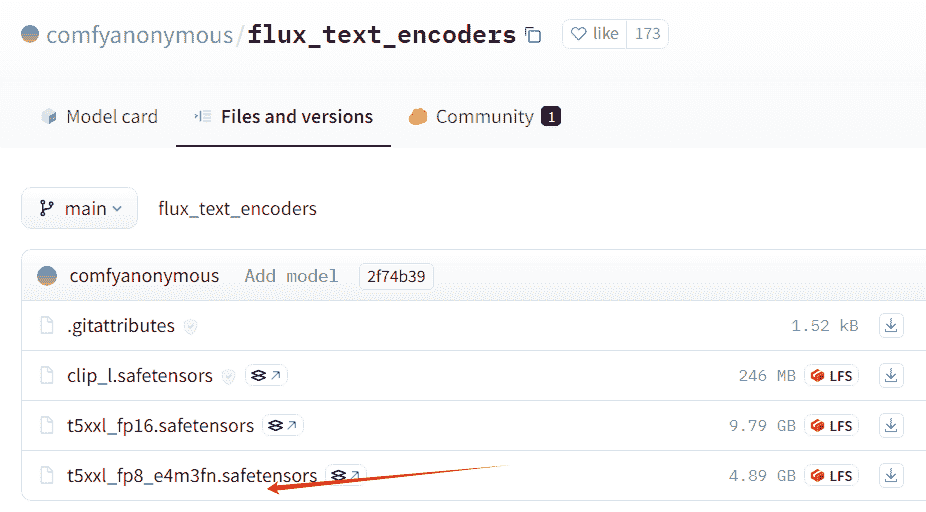 comfyanonymous/flux_text_encoders like 173
Model card Files and versions Community 1
main flux_text_encoders
comfyanonymous Add model 2f74b39
.gitattributes 1.52 kB
clip_l.safetensors 246 MB LFS
t5xxl_fp16.safetensors 9.79 GB LFS
t5xxl_fp8_e4m3fn.safetensors 4.89 GB LFS